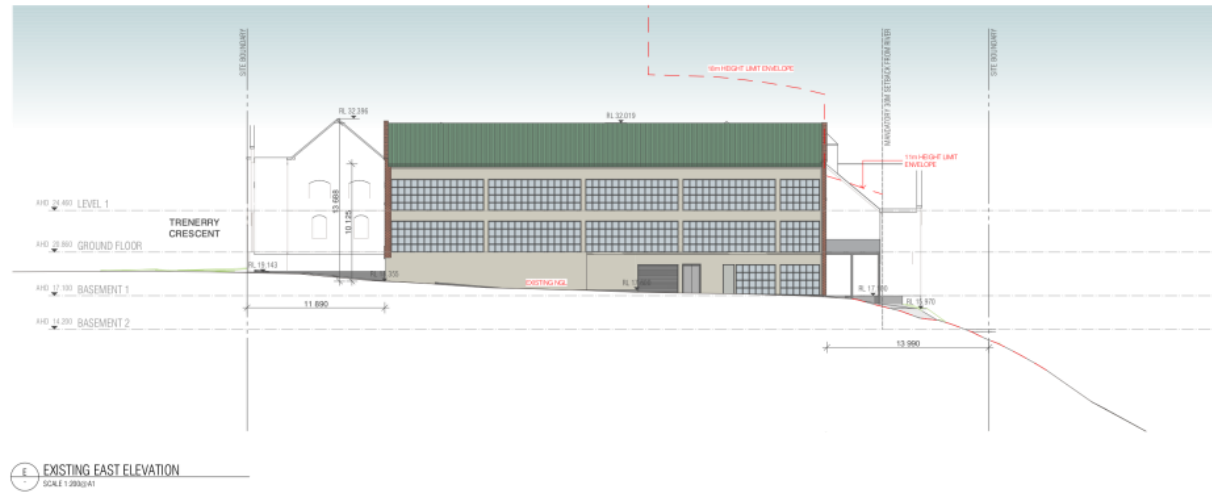 SITE BOUNDARY
18m HEIGHT LIMIT ENVELOPE
MANDATORY 30M SETBACK FROM RIVER
SITE BOUNDARY
RL 32.396
RL 32.019
11m HEIGHT LIMIT
ENVELOPE
13 668
10 125
AHD 24.460 LEVEL 1
TRENERRY
CRESCENT
AHD 20.860 GROUND FLOOR
RL 19.143
EXISTING NGL
AHD 17.100 BASEMENT 1
RL 15.970
11 890
AHD 14.200 BASEMENT 2
13 990
E
EXISTING EAST ELEVATION
SCALE 1:200@A1